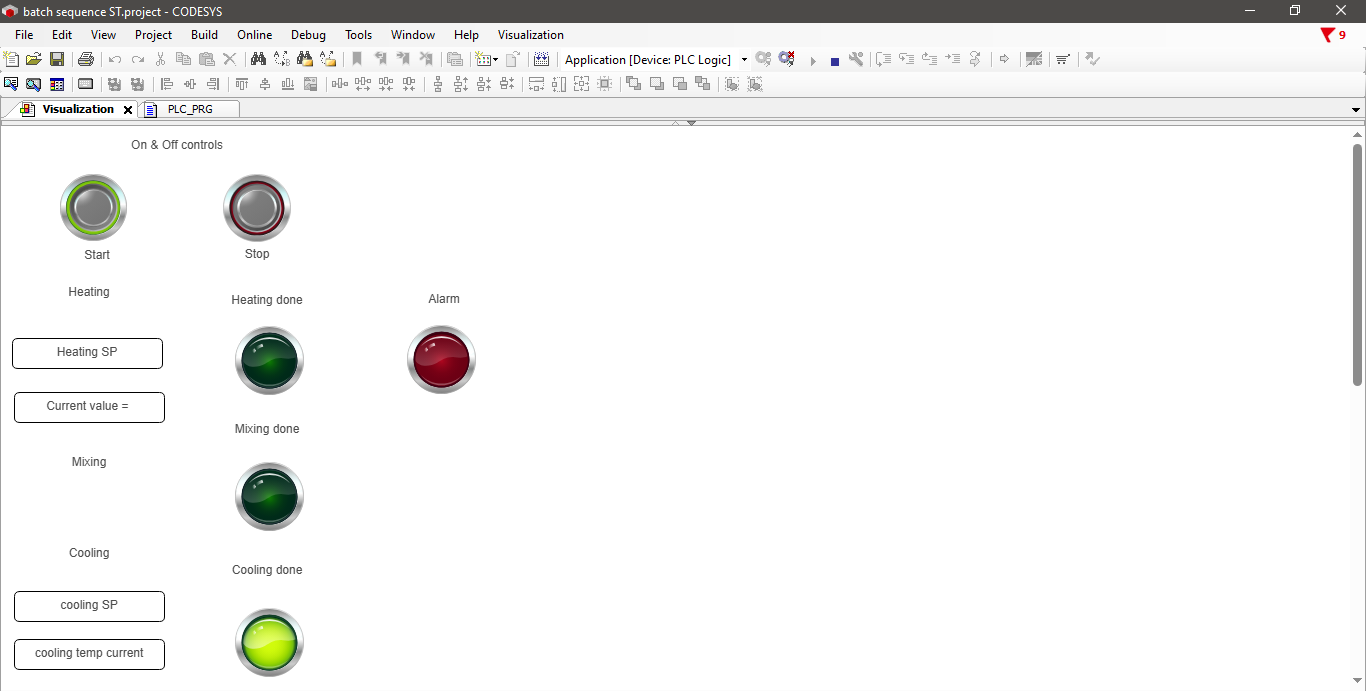 batch sequence ST.project - CODESYS
File Edit View Project Build Online Debug Tools Window Help Visualization 9
Application [Device: PLC Logic]
Visualization PLC_PRG
On & Off controls
Start Stop
Heating
Heating done Alarm
Heating SP
Current value =
Mixing done
Mixing
Cooling
Cooling done
cooling SP
cooling temp current